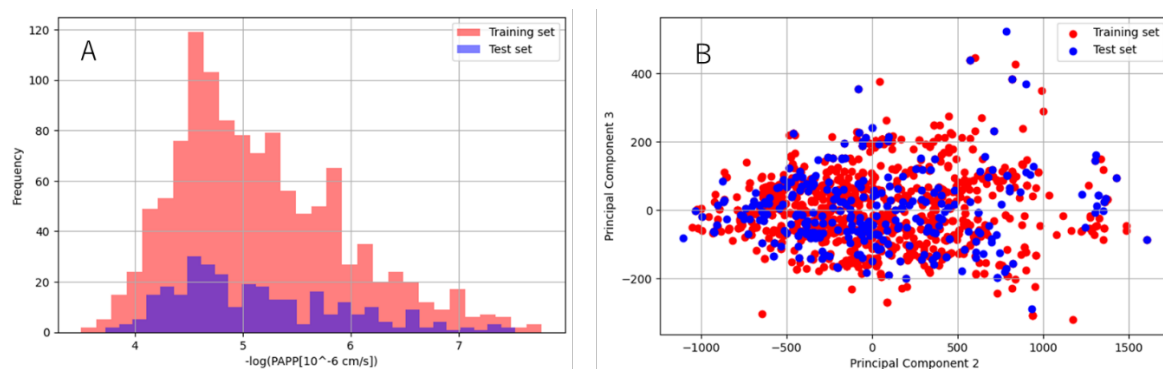 A
Training set
Test set
120
100
80
60
40
20
0
Frequency
4
5
6
7
-log(PAPP[10^-6 cm/s])
B
Training set
Test set
400
200
0
−200
Principal Component 3
−1000
−500
0
500
1000
1500
Principal Component 2